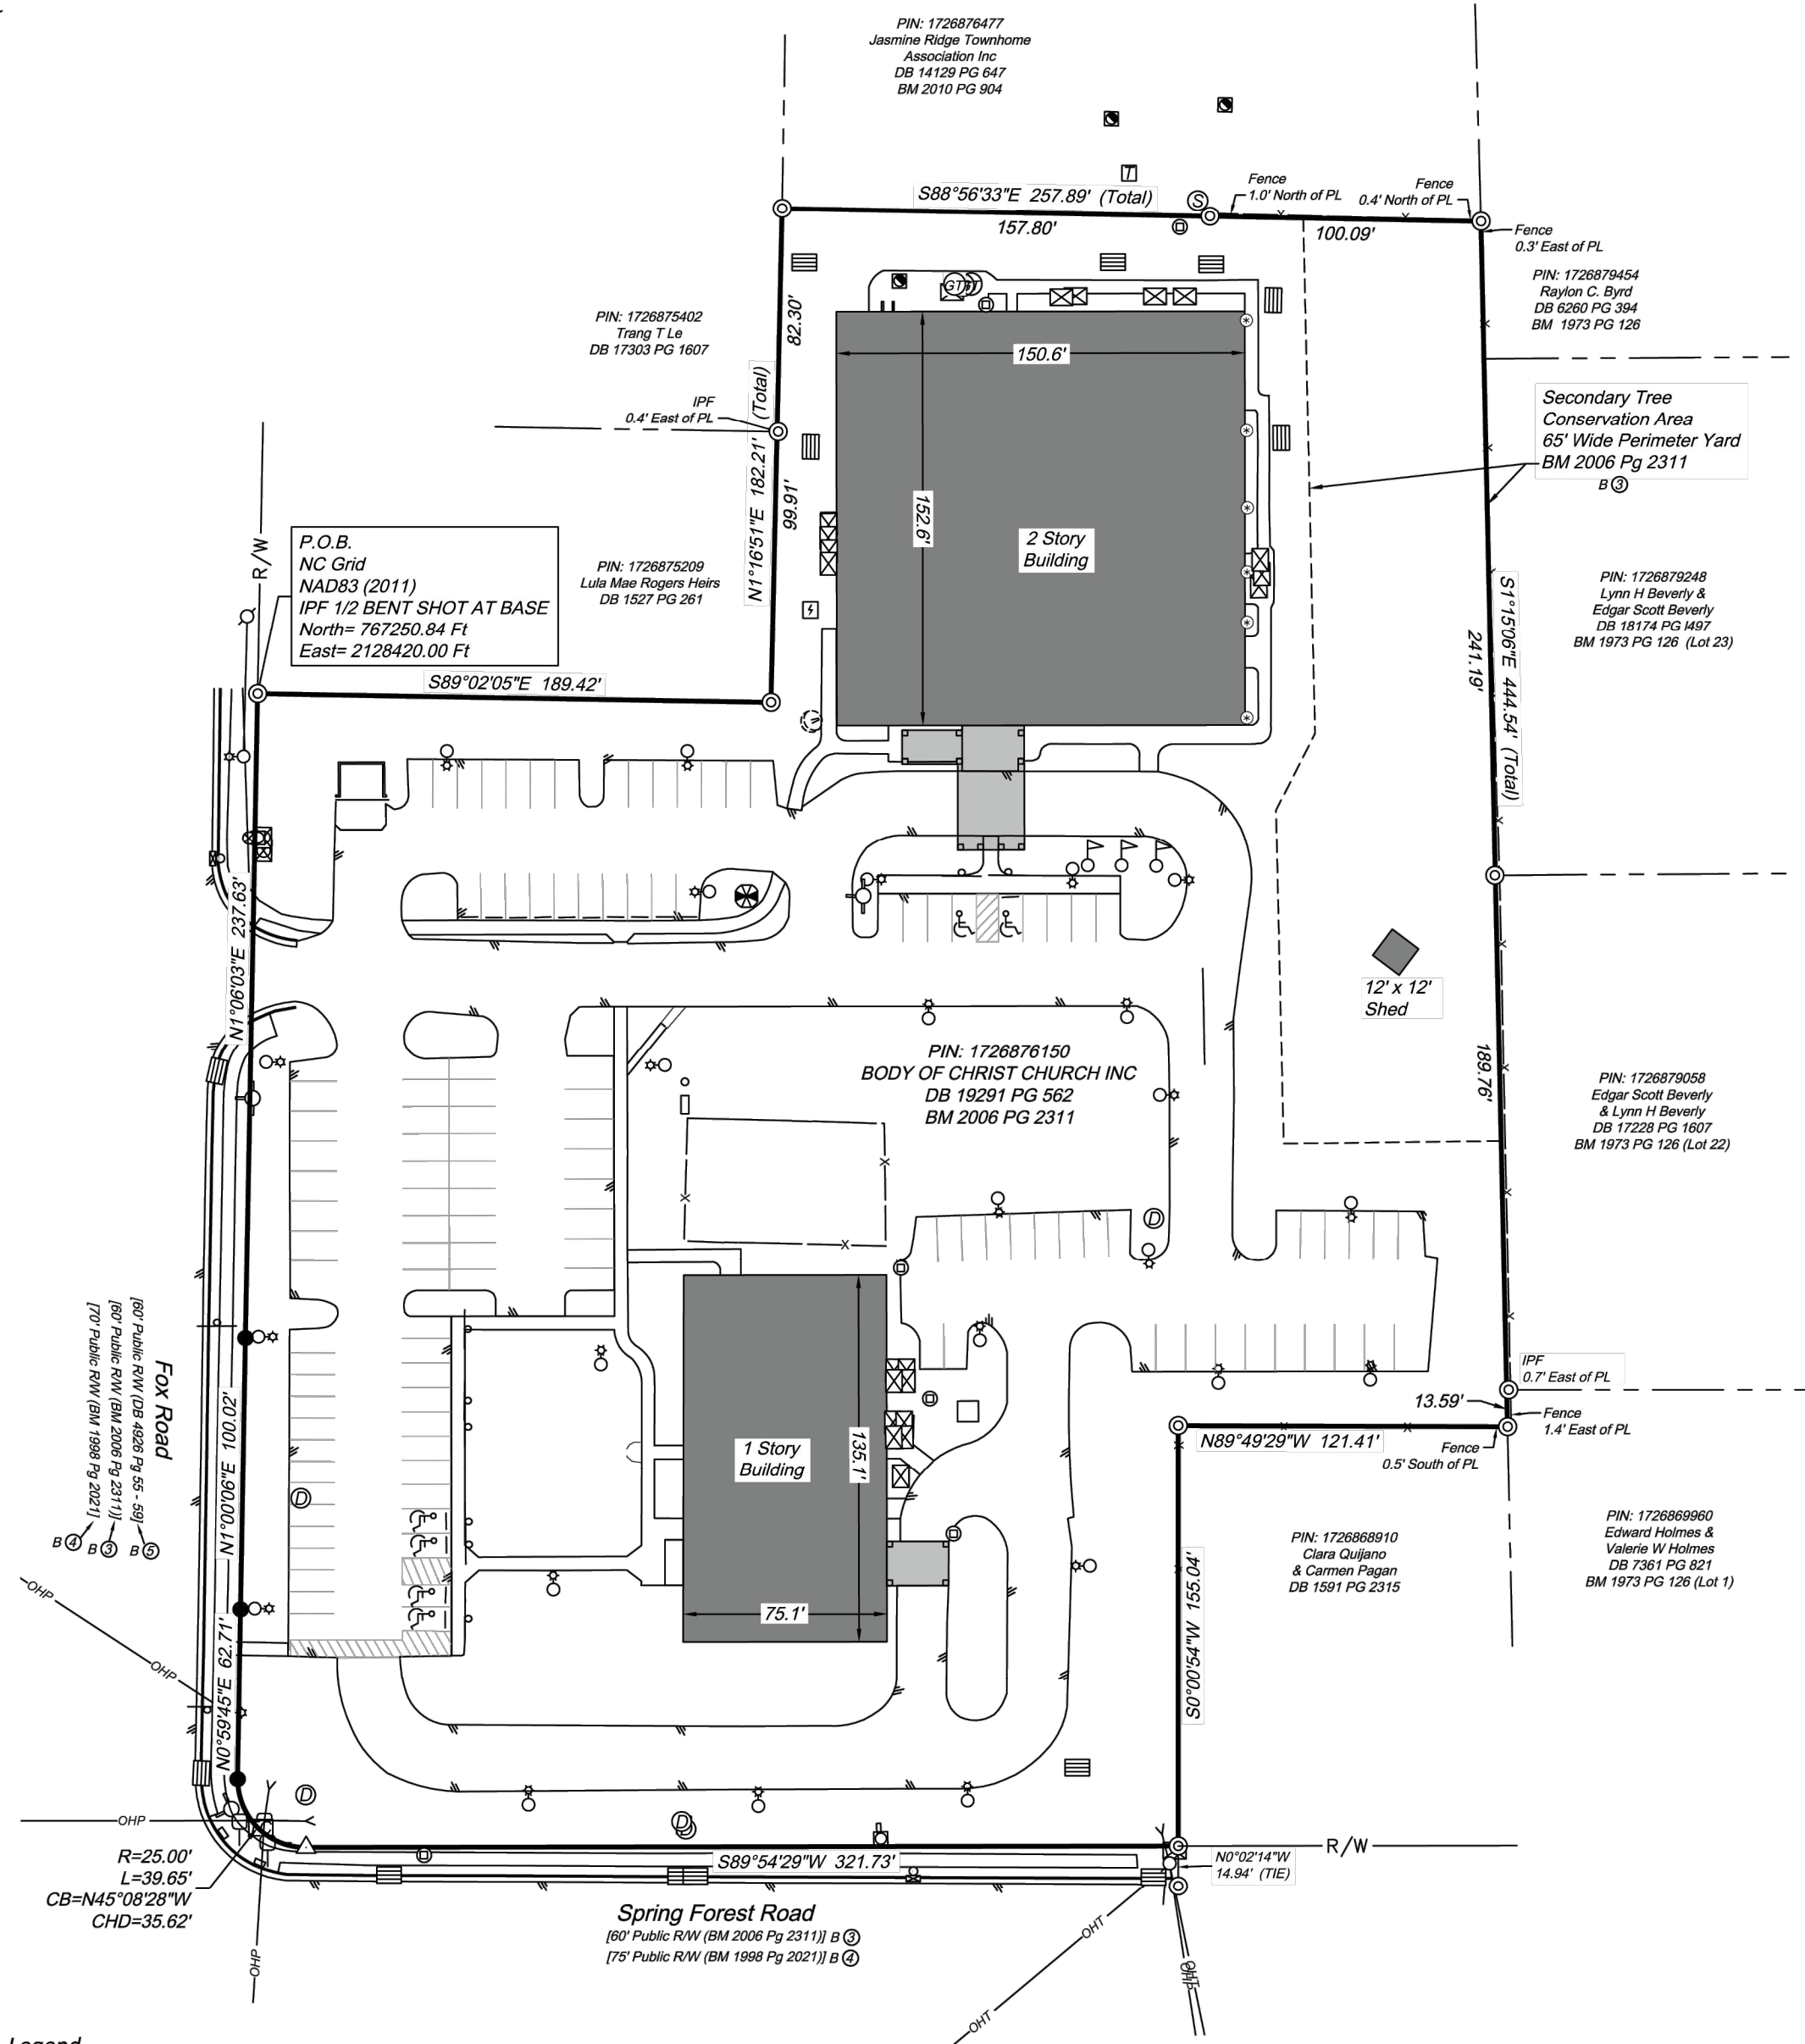 PIN: 1726876477
Jasmine Ridge Townhome
Association Inc
DB 14129 PG 647
BM 2010 PG 904
T
S88°56'33"E 257.89' (Total)
S
Fence
1.0' North of PL
Fence
0.4' North of PL
157.80'
100.09'
Fence
0.3' East of PL
PIN: 1726879454
Raylon C. Byrd
DB 6260 PG 394
BM 1973 PG 126
PIN: 1726875402
Trang T Le
DB 17303 PG 1607
82.30'
GT
150.6'
IPF
0.4' East of PL
N1°16'51"E 182.21' (Total)
99.91'
152.6'
2 Story
Building
Secondary Tree
Conservation Area
65' Wide Perimeter Yard
BM 2006 Pg 2311
B 3
R/W
P.O.B.
NC Grid
NAD83 (2011)
IPF 1/2 BENT SHOT AT BASE
North= 767250.84 Ft
East= 2128420.00 Ft
PIN: 1726875209
Lula Mae Rogers Heirs
DB 1527 PG 261
PIN: 1726879248
Lynn H Beverly &
Edgar Scott Beverly
DB 18174 PG I497
BM 1973 PG 126 (Lot 23)
S1°15'06"E 444.54' (Total)
241.19'
S89°02'05"E 189.42'
N1°06'03"E 237.63'
12' x 12'
Shed
PIN: 1726876150
BODY OF CHRIST CHURCH INC
DB 19291 PG 562
BM 2006 PG 2311
189.76'
PIN: 1726879058
Edgar Scott Beverly
& Lynn H Beverly
DB 17228 PG 1607
BM 1973 PG 126 (Lot 22)
D
Fox Road
[60' Public R/W (DB 4926 Pg 55 - 59]
[60' Public R/W (BM 2006 Pg 2311)]
[70' Public R/W (BM 1998 Pg 2021]
B 4
B 3
B 5
N1°00'06"E 100.02'
D
1 Story
Building
135.1'
75.1'
IPF
0.7' East of PL
13.59'
Fence
1.4' East of PL
N89°49'29"W 121.41'
Fence
0.5' South of PL
PIN: 1726868910
Clara Quijano
& Carmen Pagan
DB 1591 PG 2315
PIN: 1726869960
Edward Holmes &
Valerie W Holmes
DB 7361 PG 821
BM 1973 PG 126 (Lot 1)
S0°00'54"W 155.04'
OHP
OHP
N0°59'45"E 62.71'
D
D
OHP
R=25.00'
L=39.65'
CB=N45°08'28"W
CHD=35.62'
S89°54'29"W 321.73'
R/W
N0°02'14"W
14.94' (TIE)
Spring Forest Road
[60' Public R/W (BM 2006 Pg 2311)] B 3
[75' Public R/W (BM 1998 Pg 2021)] B 4
OHP
OHT
OHT
OHP
OHT
Legend